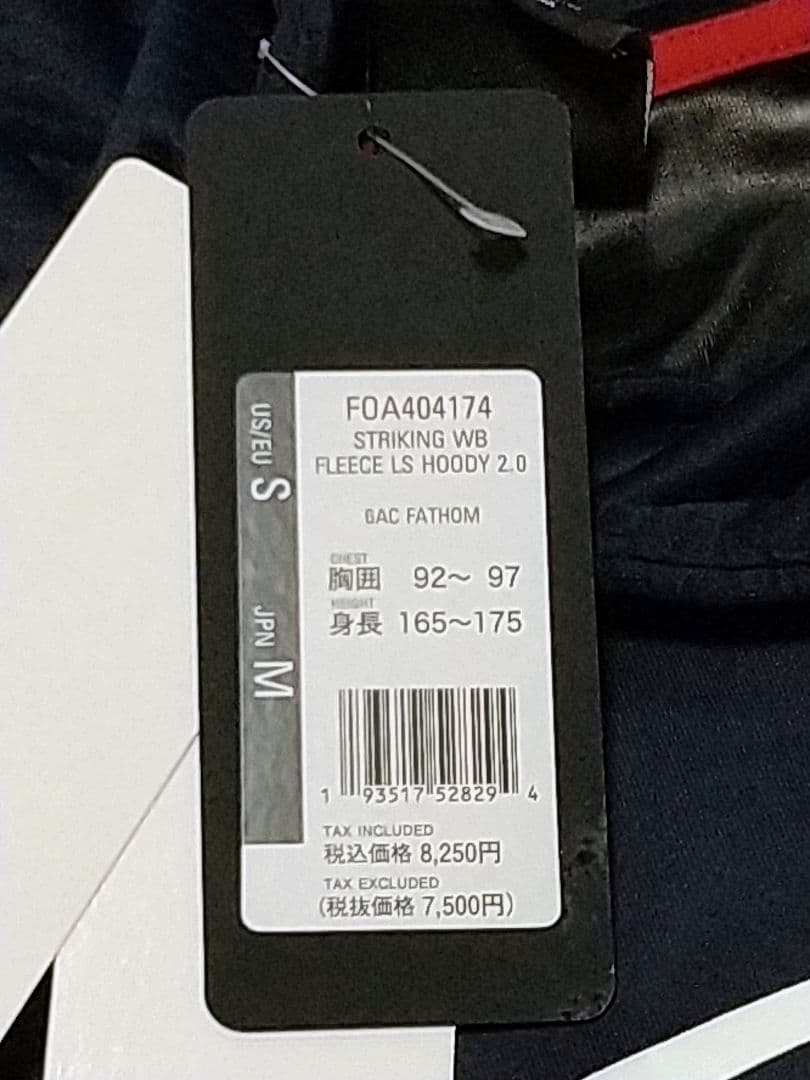 FOA404174
STRIKING WB
FLEECE LS HOODY 2.0
6AC FATHOM
CHEST
胸囲 92～ 97
HEIGHT
身長 165～175
US/EU S
JPN M
1 93517 52829 4
TAX INCLUDED
税込価格 8,250円
TAX EXCLUDED
(税抜価格 7,500円)